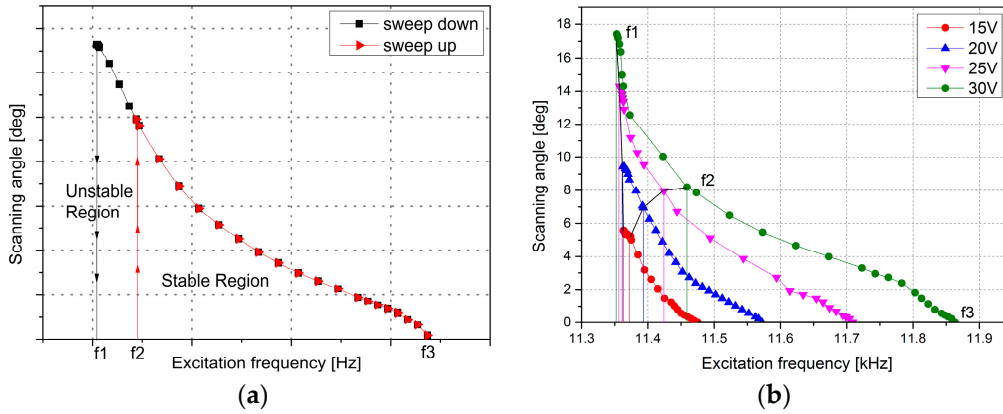 (a)
sweep down
sweep up
Scanning angle [deg]
Unstable
Region
Stable Region
f1
f2
f3
Excitation frequency [Hz]
(b)
18
16
14
12
10
8
6
4
2
0
Scanning angle [deg]
f1
f2
f3
15V
20V
25V
30V
11.3
11.4
11.5
11.6
11.7
11.8
11.9
Excitation frequency [kHz]
(a)
(b)